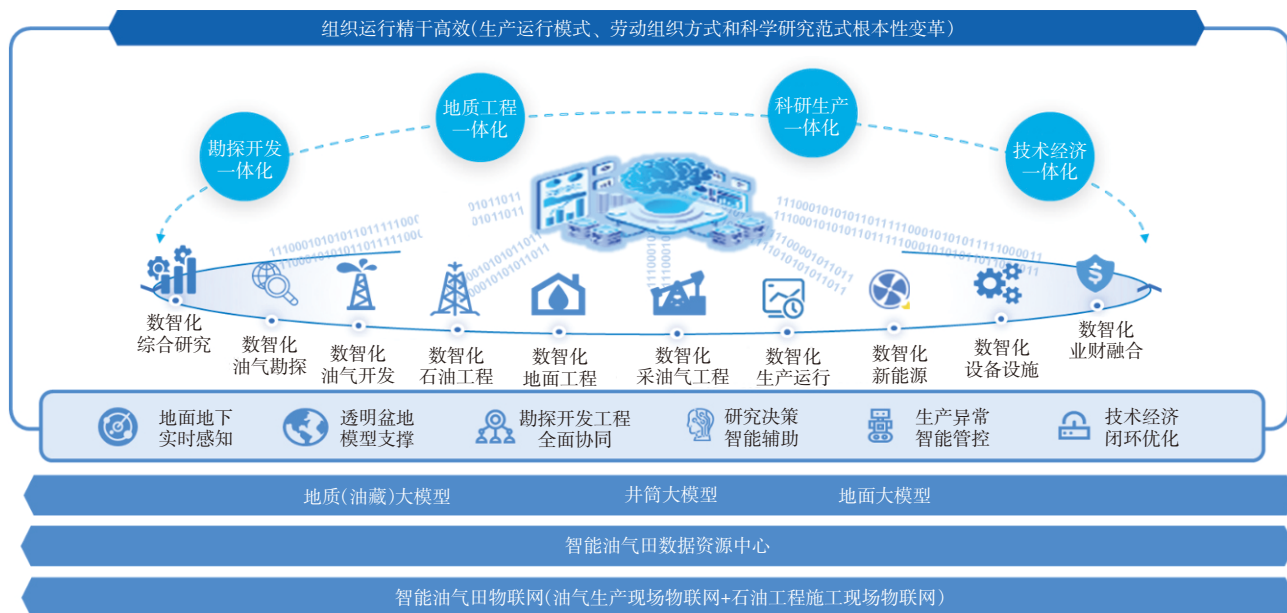 组织运行精干高效(生产运行模式、劳动组织方式和科学研究范式根本性变革)
勘探开发
一体化
地质工程
一体化
科研生产
一体化
技术经济
一体化
01011011
01011011
数智化
综合研究
数智化
油气勘探
数智化
油气开发
数智化
石油工程
数智化
地面工程
数智化
采油气工程
数智化
生产运行
数智化
新能源
数智化
设备设施
数智化
业财融合
地面地下
实时感知
透明盆地
模型支撑
勘探开发工程
全面协同
研究决策
智能辅助
生产异常
智能管控
技术经济
闭环优化
地质(油藏)大模型
井筒大模型
地面大模型
智能油气田数据资源中心
智能油气田物联网(油气生产现场物联网+石油工程施工现场物联网)